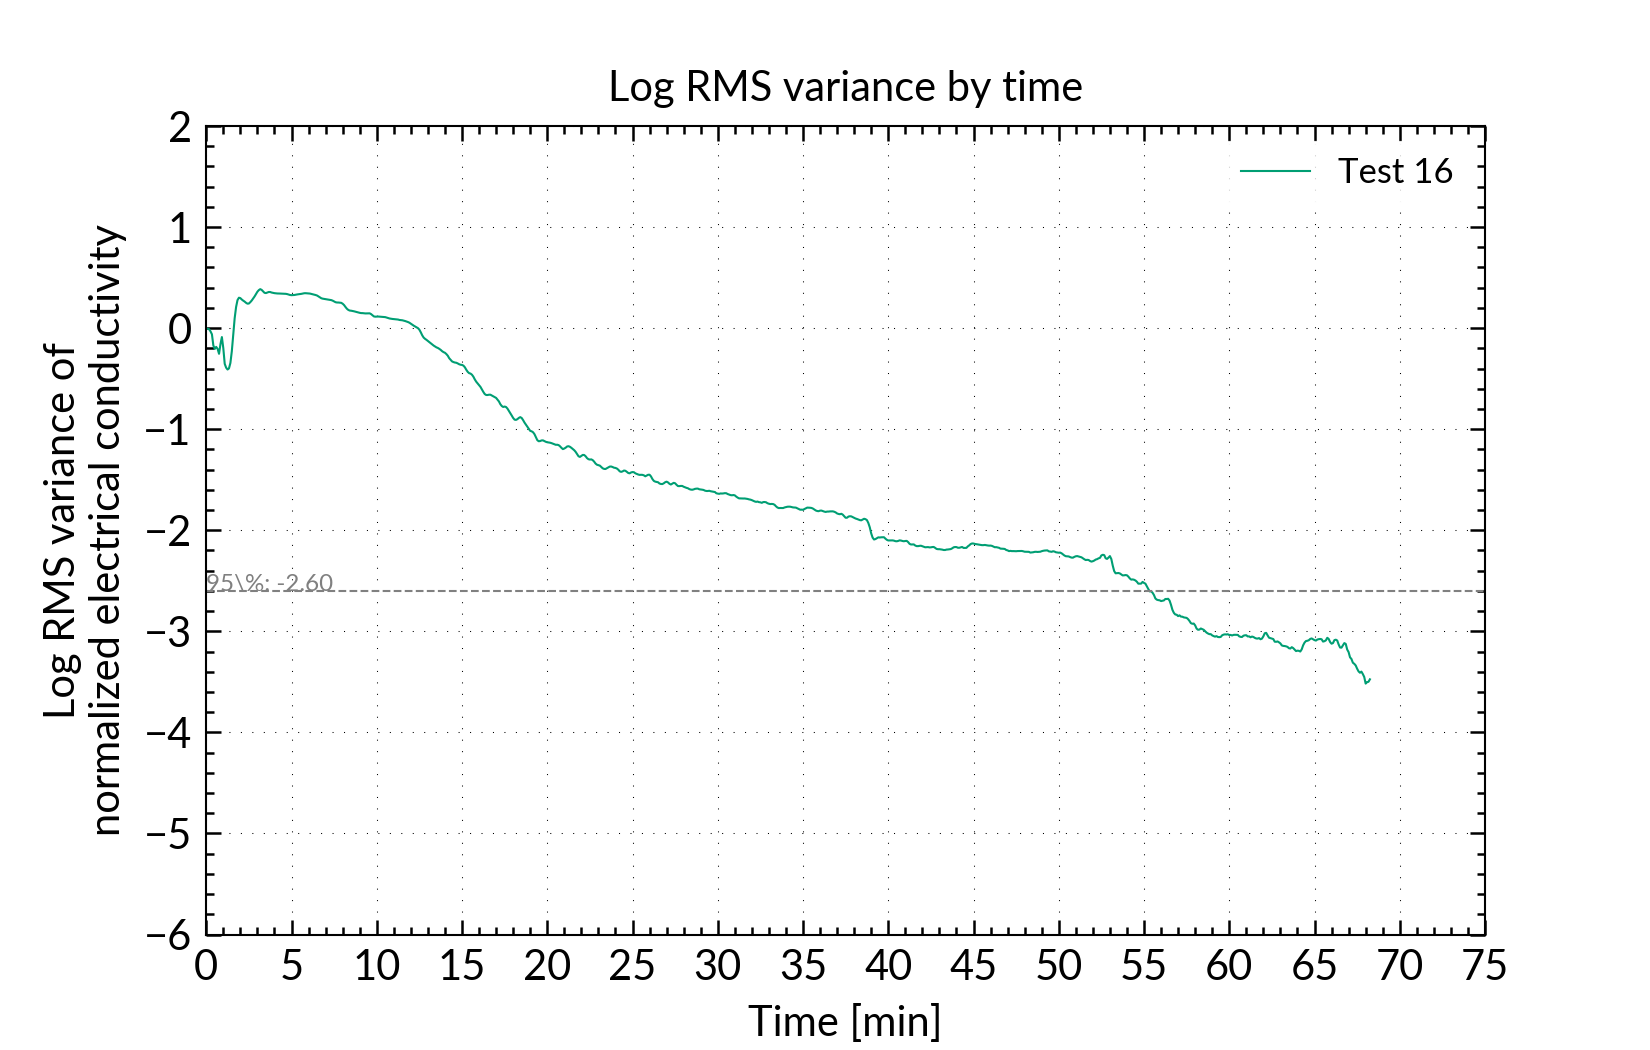 Log RMS variance by time
Test 16
2
1
0
−1
−2
−3
−4
−5
−6
Log RMS variance of
normalized electrical conductivity
95\%: -2.60
0 5 10 15 20 25 30 35 40 45 50 55 60 65 70 75
Time [min]